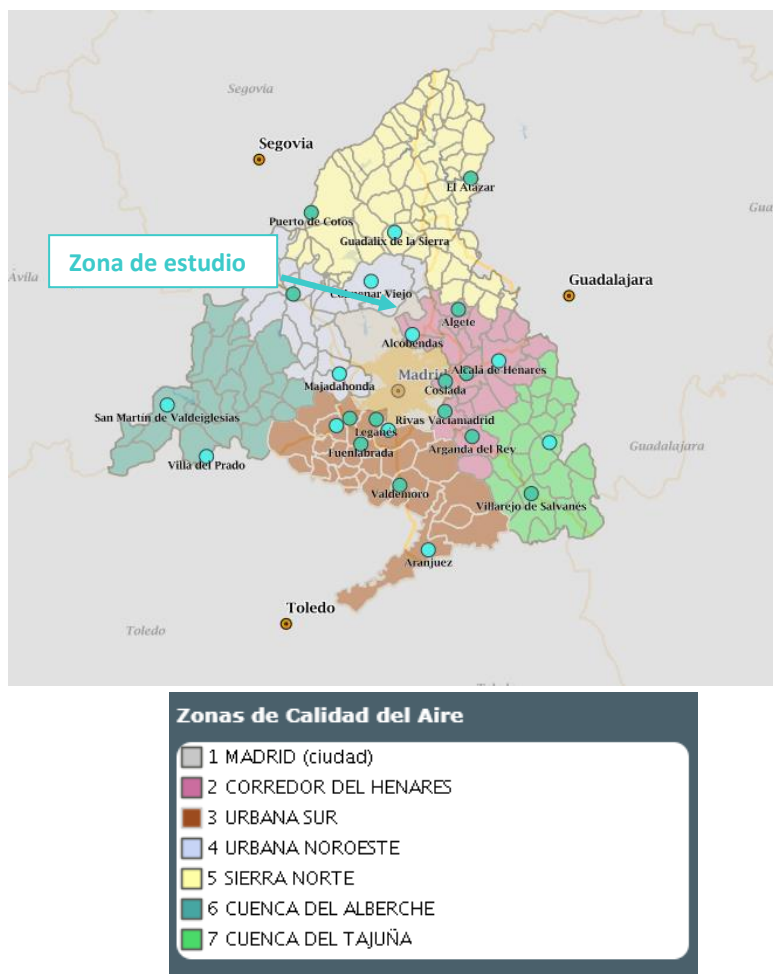 Segovia
Segovia
El Atazar
Puerto de Cotos
Guadalix de la Sierra
Zona de estudio
Ávila
Colmenar Viejo
Guadalajara
Algete
Alcobendas
Madrid
Alcalá de Henares
Coslada
Majadahonda
San Martín de Valdeiglesias
Rivas Vaciamadrid
Leganés
Arganda del Rey
Fuenlabrada
Guadalajara
Villa del Prado
Valdemoro
Villarejo de Salvanés
Aranjuez
Toledo
Toledo
Zonas de Calidad del Aire
1 MADRID (ciudad)
2 CORREDOR DEL HENARES
3 URBANA SUR
4 URBANA NOROESTE
5 SIERRA NORTE
6 CUENCA DEL ALBERCHE
7 CUENCA DEL TAJUÑA